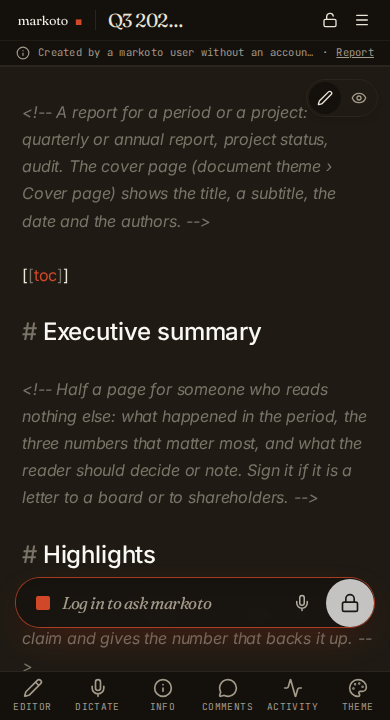 markoto
Q3 202...
Created by a markoto user without an accoun... · Report
<!-- A report for a period or a project:
quarterly or annual report, project status,
audit. The cover page (document theme ›
Cover page) shows the title, a subtitle, the
date and the authors. -->
[[toc]]
# Executive summary
<!-- Half a page for someone who reads
nothing else: what happened in the period, the
three numbers that matter most, and what the
reader should decide or note. Sign it if it is a
letter to a board or to shareholders. -->
# Highlights
Log in to ask markoto
claim and gives the number that backs it up. --
>
EDITOR DICTATE INFO COMMENTS ACTIVITY THEME